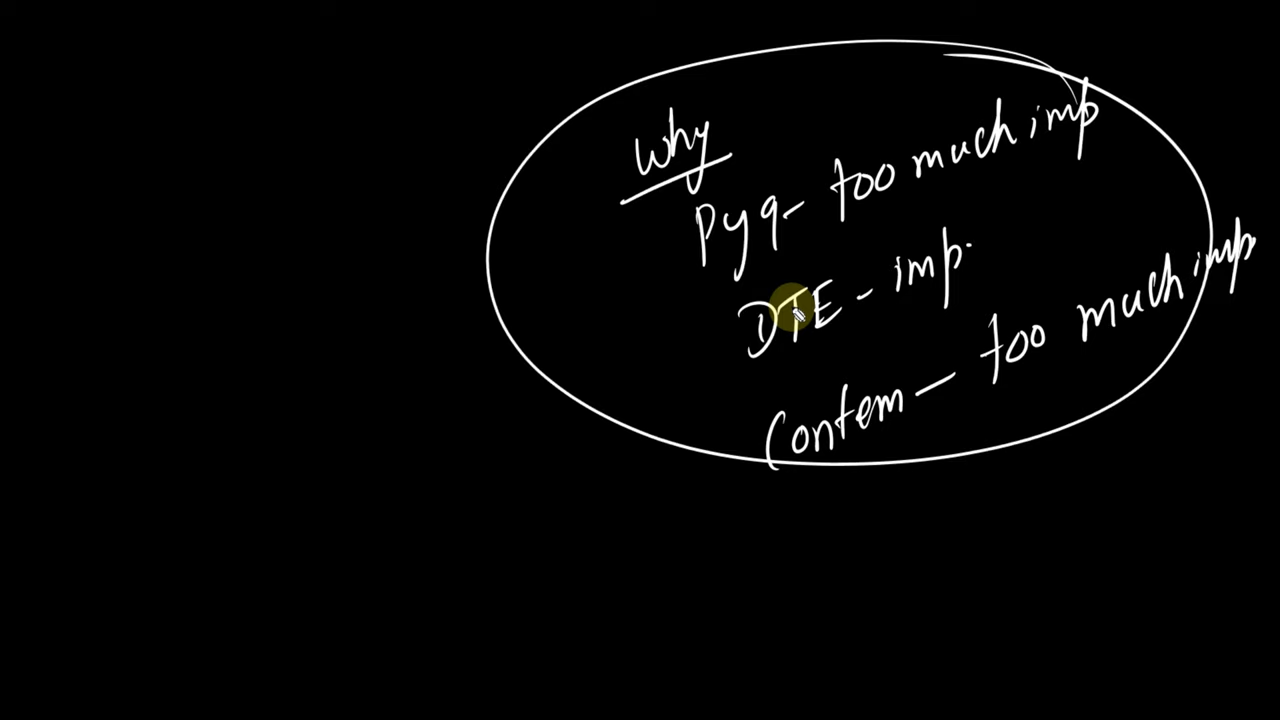 Why
Pyq- too much imp
DTE - imp.
Contem - too much imp